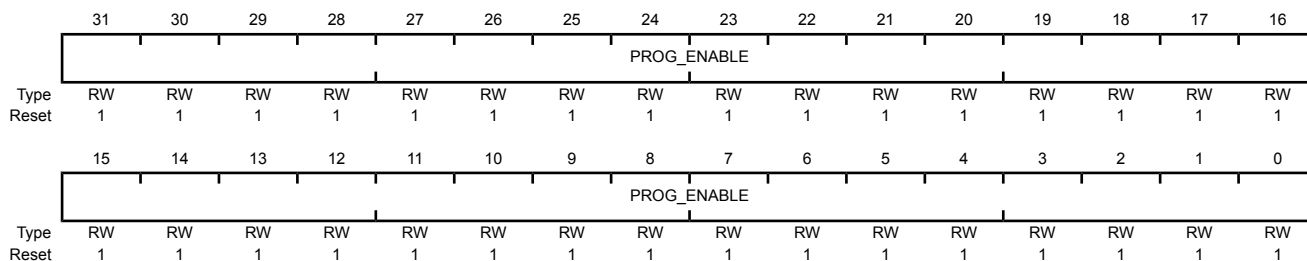 31 30 29 28 27 26 25 24 23 22 21 20 19 18 17 16
PROG_ENABLE
Type RW RW RW RW RW RW RW RW RW RW RW RW RW RW RW RW
Reset 1 1 1 1 1 1 1 1 1 1 1 1 1 1 1 1
15 14 13 12 11 10 9 8 7 6 5 4 3 2 1 0
PROG_ENABLE
Type RW RW RW RW RW RW RW RW RW RW RW RW RW RW RW RW
Reset 1 1 1 1 1 1 1 1 1 1 1 1 1 1 1 1